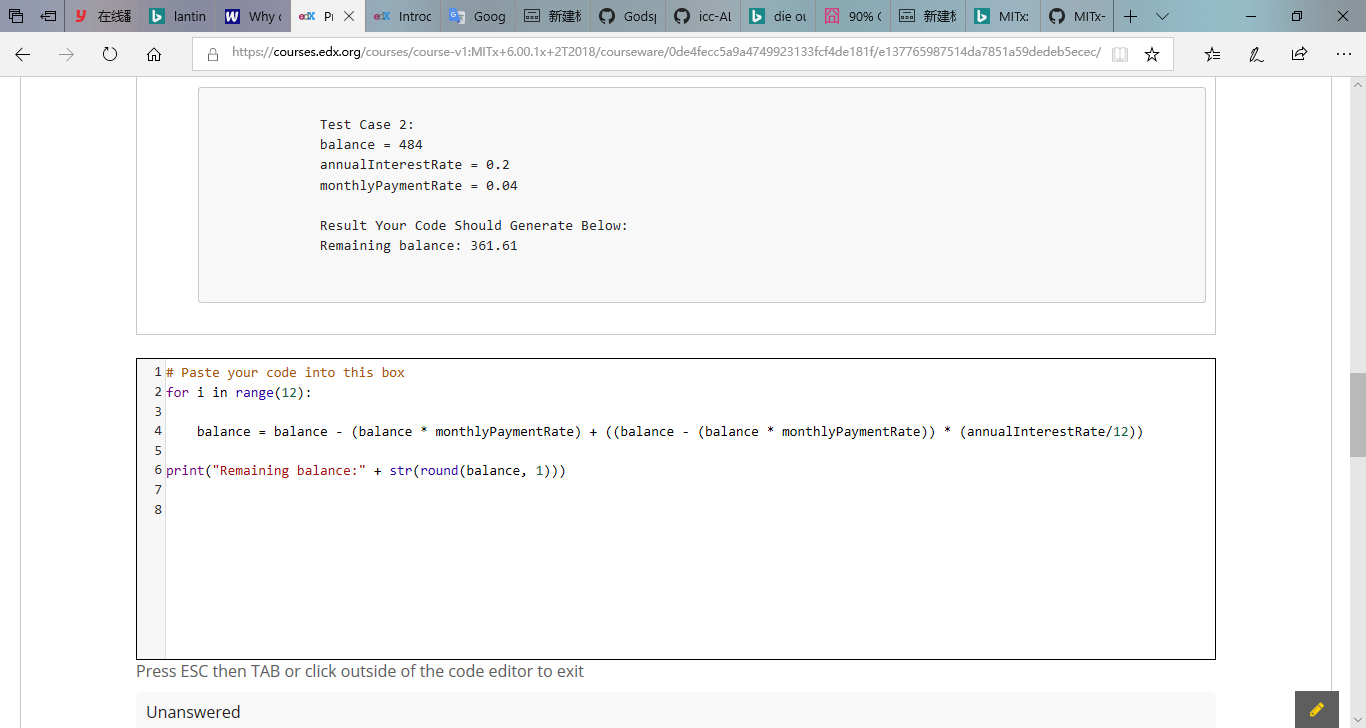 在线翻
lantin
Why
Pr
Introc
Goog
新建标
Gods
icc-AL
die ou
90%
新建标
MITx:
MITx-
https://courses.edx.org/courses/course-v1:MITx+6.00.1x+2T2018/courseware/0de4fecc5a9a4749923133fcf4de181f/e137765987514da7851a59dedeb5ecec/
Test Case 2:
balance = 484
annualInterestRate = 0.2
monthlyPaymentRate = 0.04
Result Your Code Should Generate Below:
Remaining balance: 361.61
1 # Paste your code into this box
2 for i in range(12):
3
4 balance = balance - (balance * monthlyPaymentRate) + ((balance - (balance * monthlyPaymentRate)) * (annualInterestRate/12))
5
6 print("Remaining balance:" + str(round(balance, 1)))
7
8
Press ESC then TAB or click outside of the code editor to exit
Unanswered